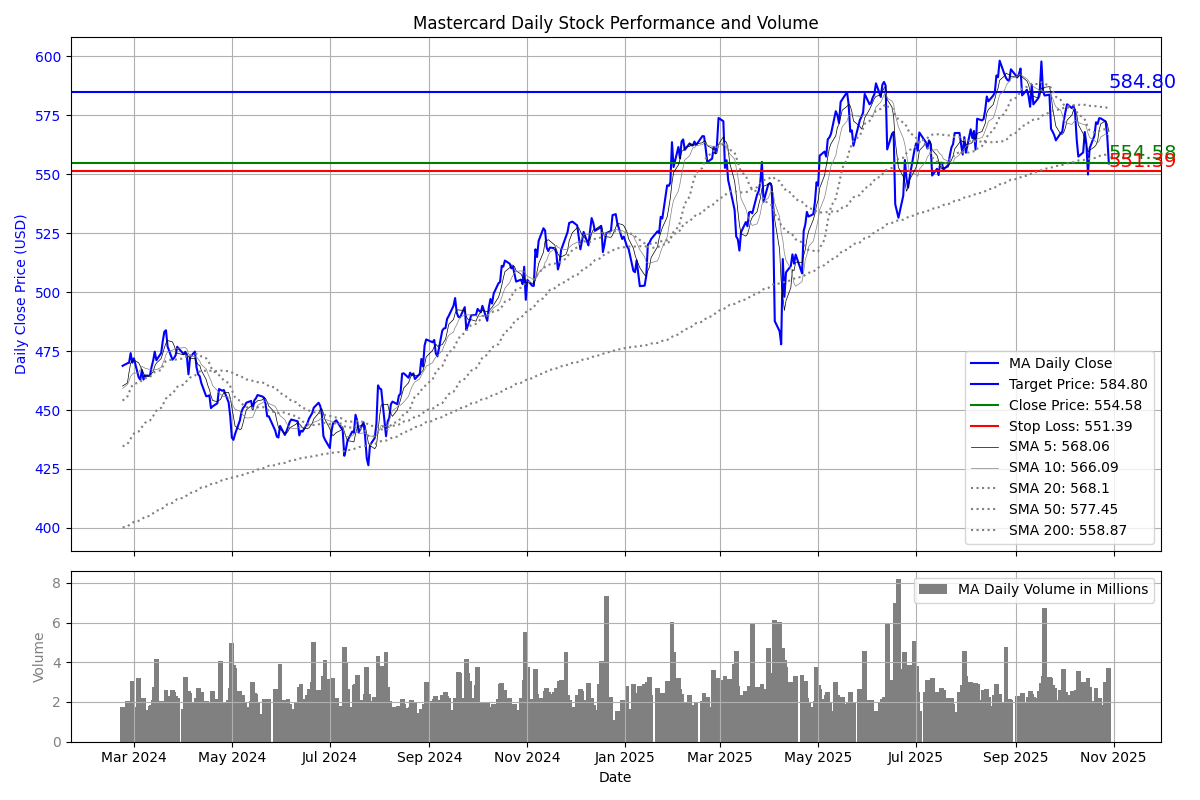 Mastercard Daily Stock Performance and Volume
Daily Close Price (USD)
600
575
550
525
500
475
450
425
400
584.80
554.58
551.39
MA Daily Close
Target Price: 584.80
Close Price: 554.58
Stop Loss: 551.39
SMA 5: 568.06
SMA 10: 566.09
SMA 20: 568.1
SMA 50: 577.45
SMA 200: 558.87
Volume
8
6
4
2
0
MA Daily Volume in Millions
Mar 2024 May 2024 Jul 2024 Sep 2024 Nov 2024 Jan 2025 Mar 2025 May 2025 Jul 2025 Sep 2025 Nov 2025
Date